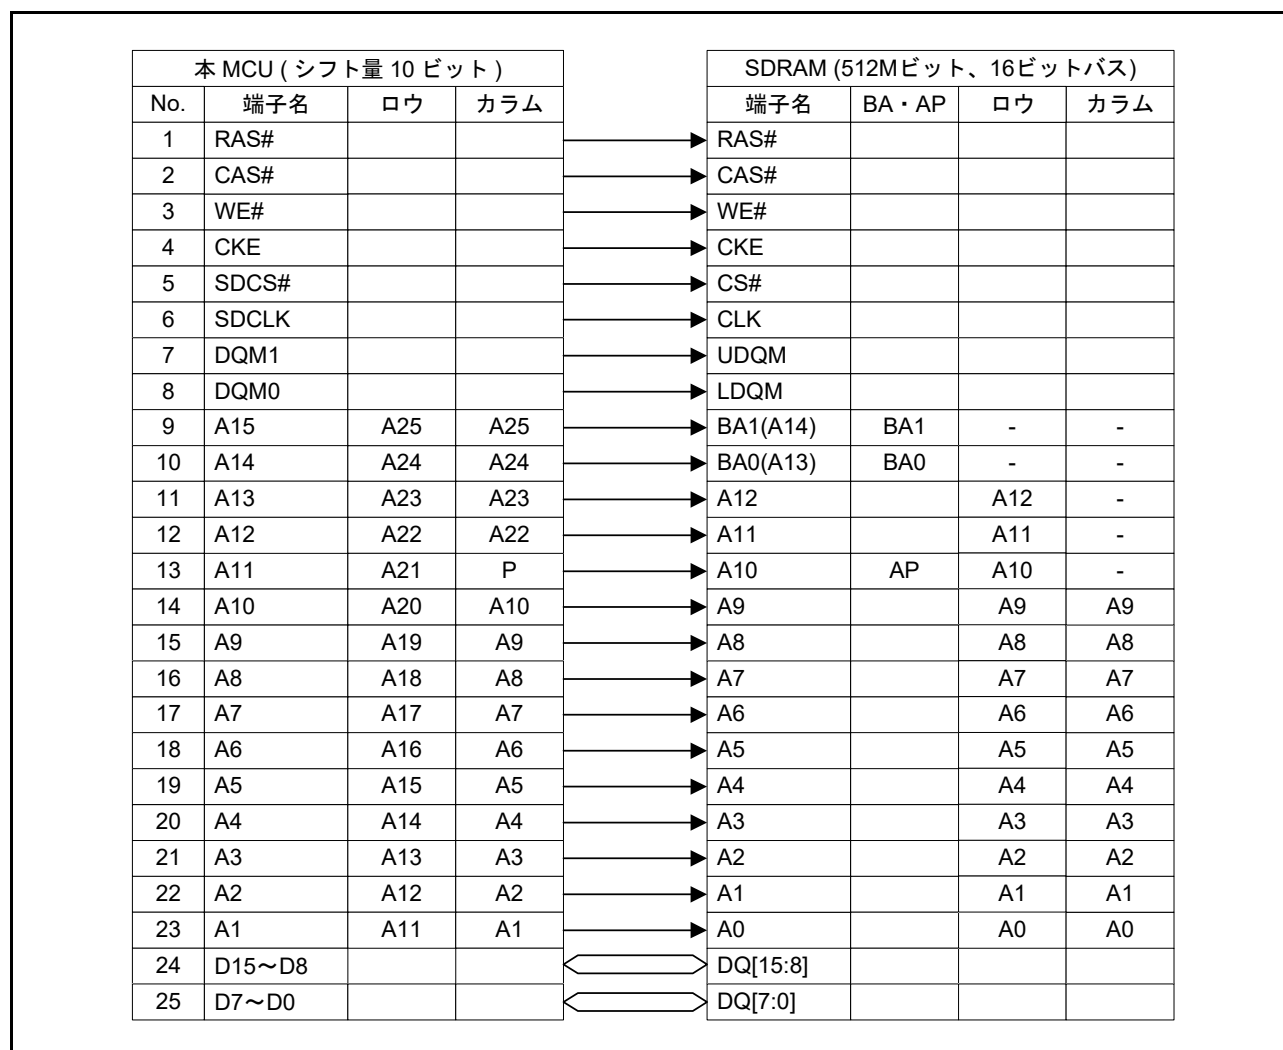 本 MCU ( シフト量 10 ビット ) SDRAM (512Mビット、16ビットバス)
No. 端子名 ロウ カラム 端子名 BA・AP ロウ カラム
1 RAS# RAS#
2 CAS# CAS#
3 WE# WE#
4 CKE CKE
5 SDCS# CS#
6 SDCLK CLK
7 DQM1 UDQM
8 DQM0 LDQM
9 A15 A25 A25 BA1(A14) BA1 - -
10 A14 A24 A24 BA0(A13) BA0 - -
11 A13 A23 A23 A12 A12 -
12 A12 A22 A22 A11 A11 -
13 A11 A21 P A10 AP A10 -
14 A10 A20 A10 A9 A9 A9
15 A9 A19 A9 A8 A8 A8
16 A8 A18 A8 A7 A7 A7
17 A7 A17 A7 A6 A6 A6
18 A6 A16 A6 A5 A5 A5
19 A5 A15 A5 A4 A4 A4
20 A4 A14 A4 A3 A3 A3
21 A3 A13 A3 A2 A2 A2
22 A2 A12 A2 A1 A1 A1
23 A1 A11 A1 A0 A0 A0
24 D15～D8 DQ[15:8]
25 D7～D0 DQ[7:0]